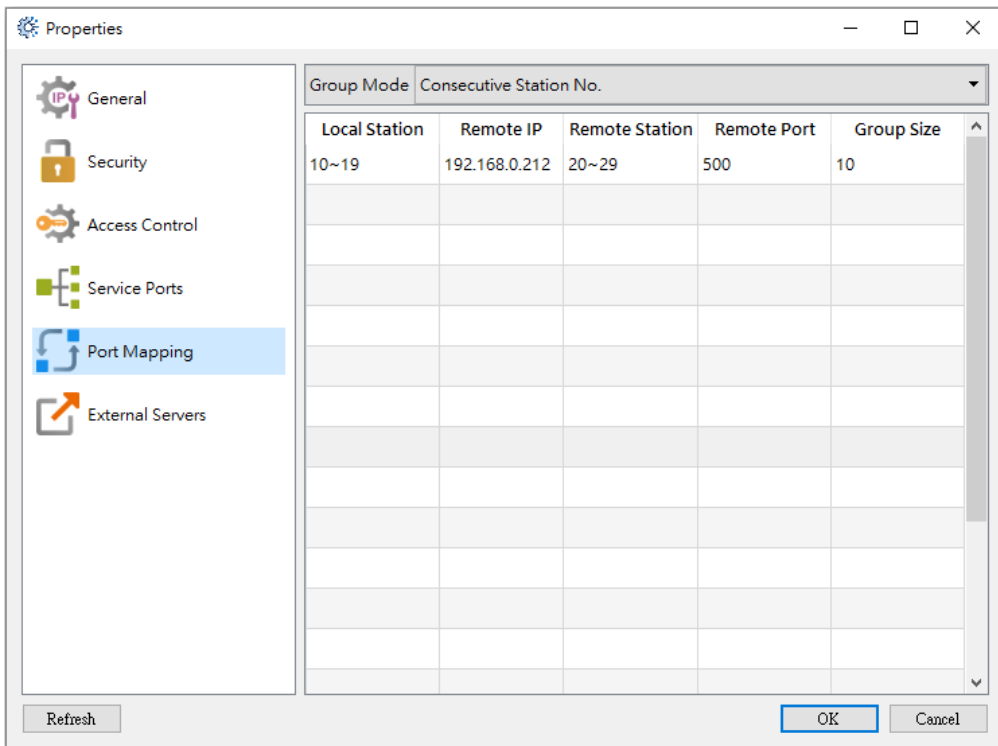 Properties
General
Security
Access Control
Service Ports
Port Mapping
External Servers
Group Mode Consecutive Station No.
Local Station Remote IP Remote Station Remote Port Group Size
10~19 192.168.0.212 20~29 500 10
Refresh OK Cancel